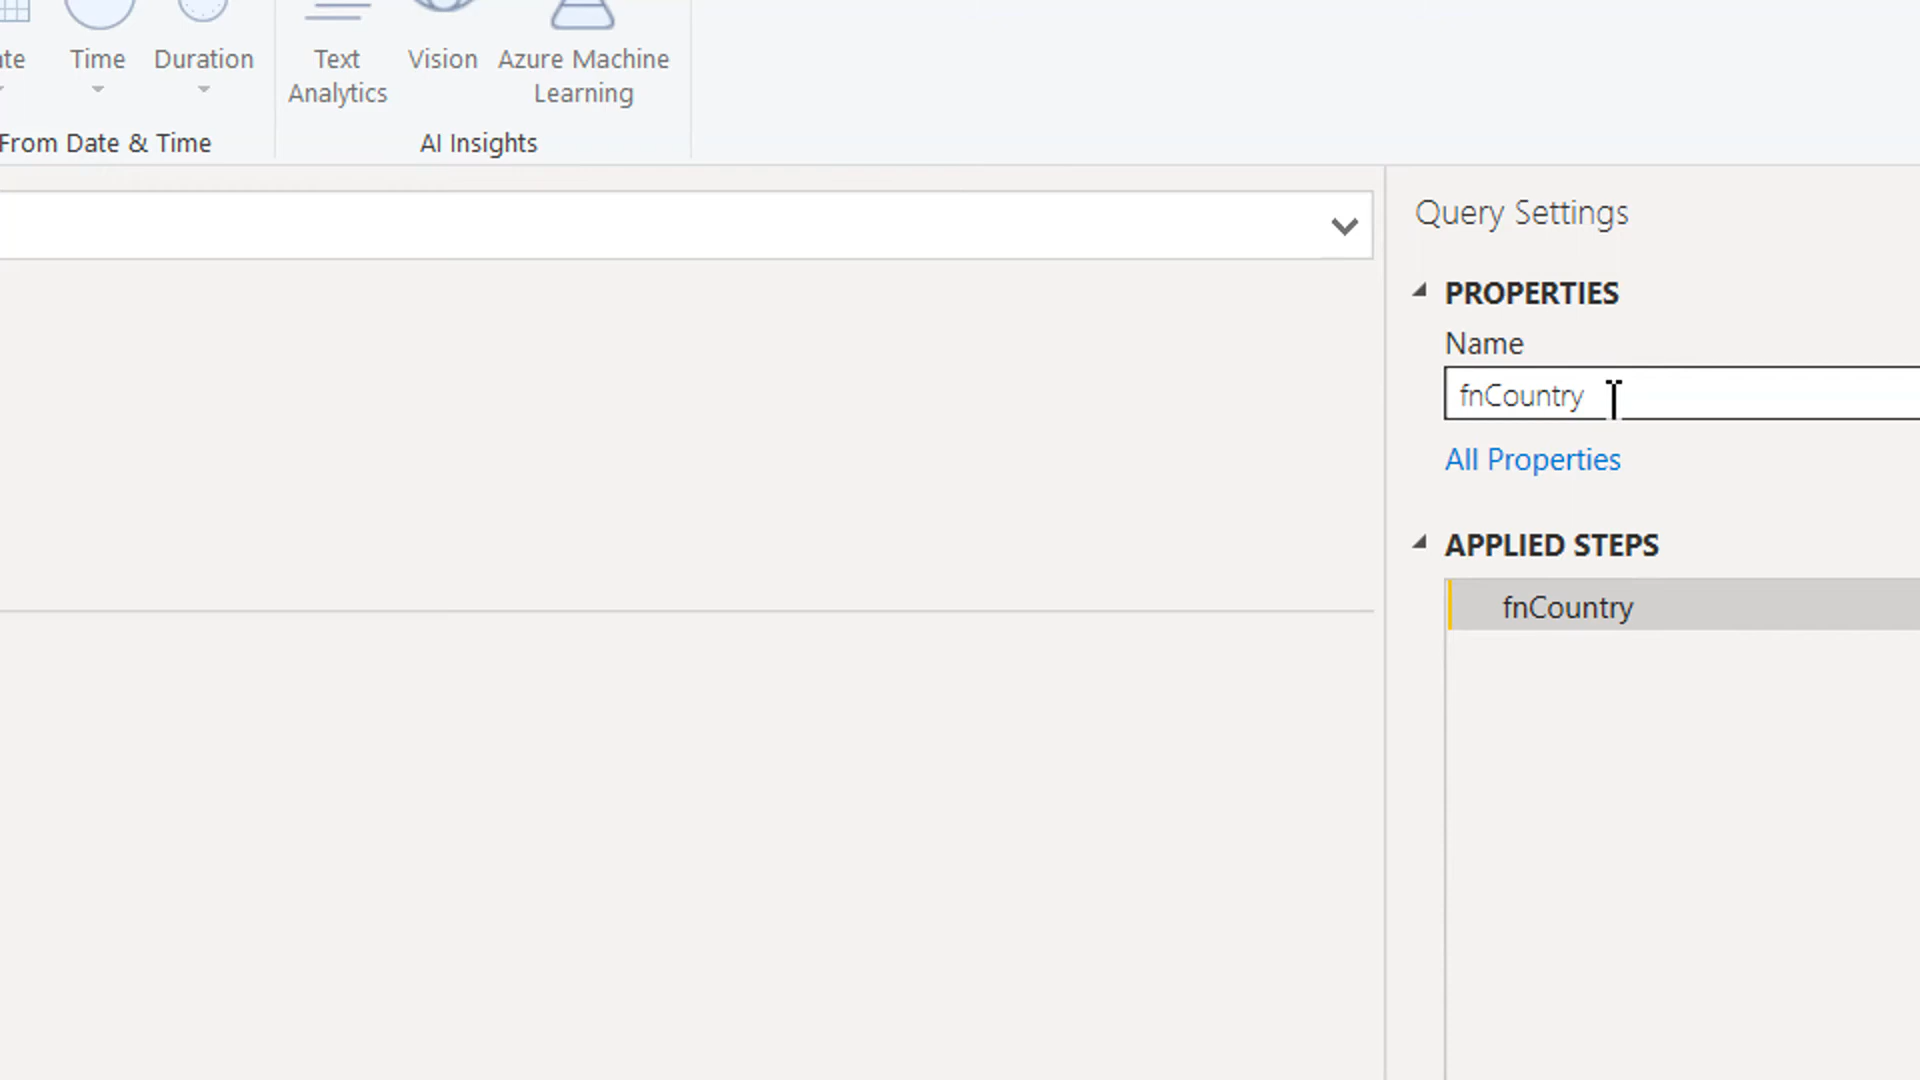 Time
Duration
Text
Analytics
Vision
Azure Machine
Learning
From Date & Time
AI Insights
Query Settings
PROPERTIES
Name
fnCountry
All Properties
APPLIED STEPS
fnCountry